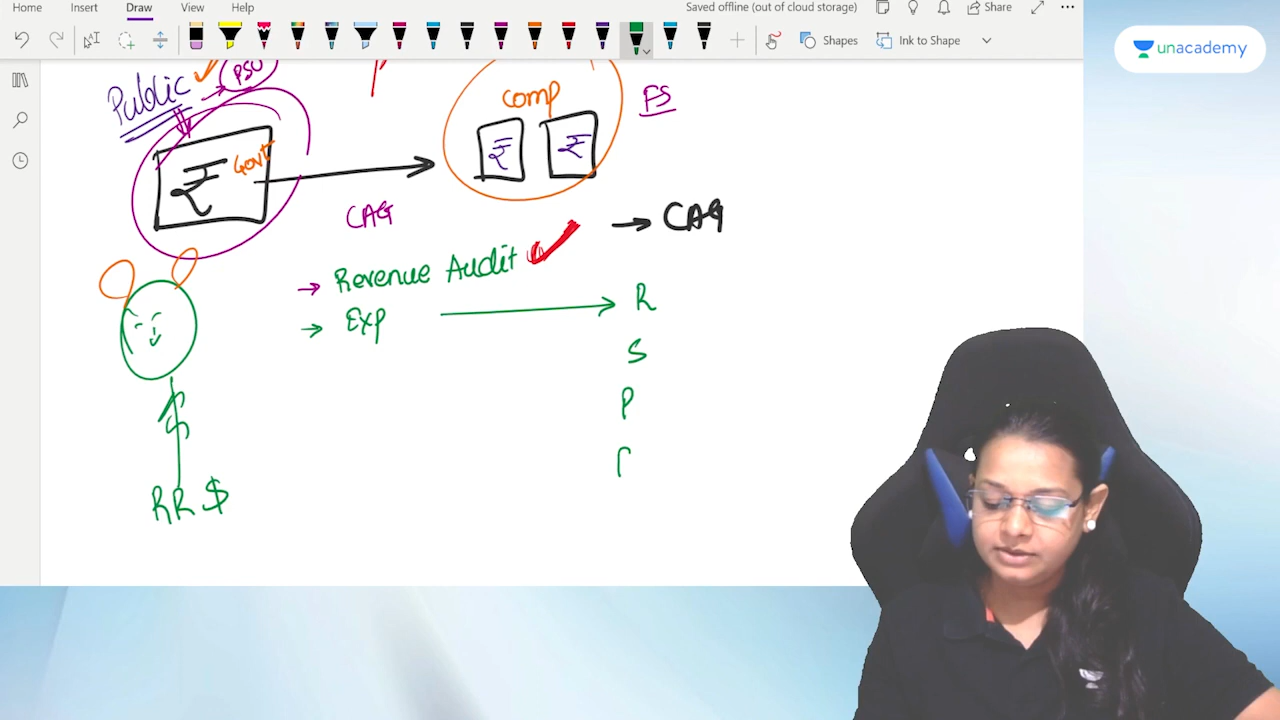 Home Insert Draw View Help
Saved offline (out of cloud storage)
Share
Shapes
Ink to Shape
unacademy
PSU
Public
Comp
FS
₹ Govt
₹ ₹
CAG
→ CAG
→ Revenue Audit
→ Exp
R
S
P
RR $